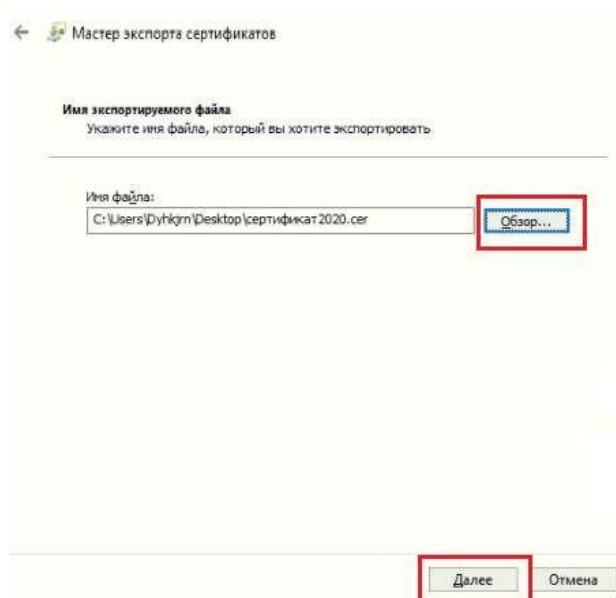 Мастер экспорта сертификатов
Имя экспортируемого файла
Укажите имя файла, который вы хотите экспортировать
Имя файла:
C:\Users\Dyhkjrn\Desktop\сертификат2020.cer
Обзор...
Далее
Отмена